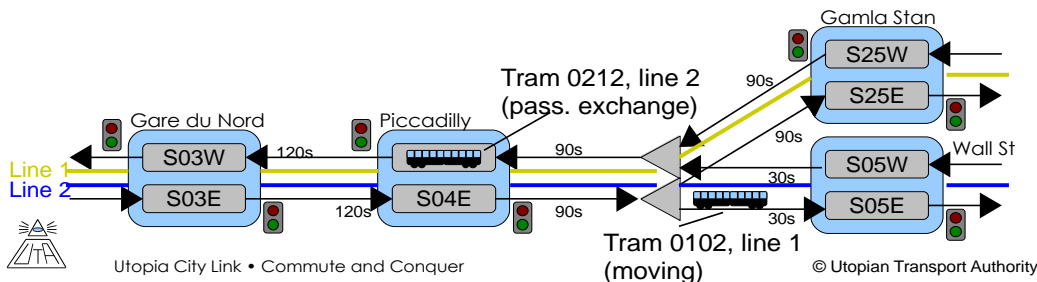 Gamla Stan
S25W
Tram 0212, line 2
(pass. exchange)
90s
S25E
Gare du Nord
Piccadilly
90s
S03W
120s
90s
S05W
Wall St
Line 1
Line 2
30s
S03E
120s
S04E
90s
30s
S05E
Tram 0102, line 1
(moving)
UTA
Utopia City Link • Commute and Conquer
© Utopian Transport Authority